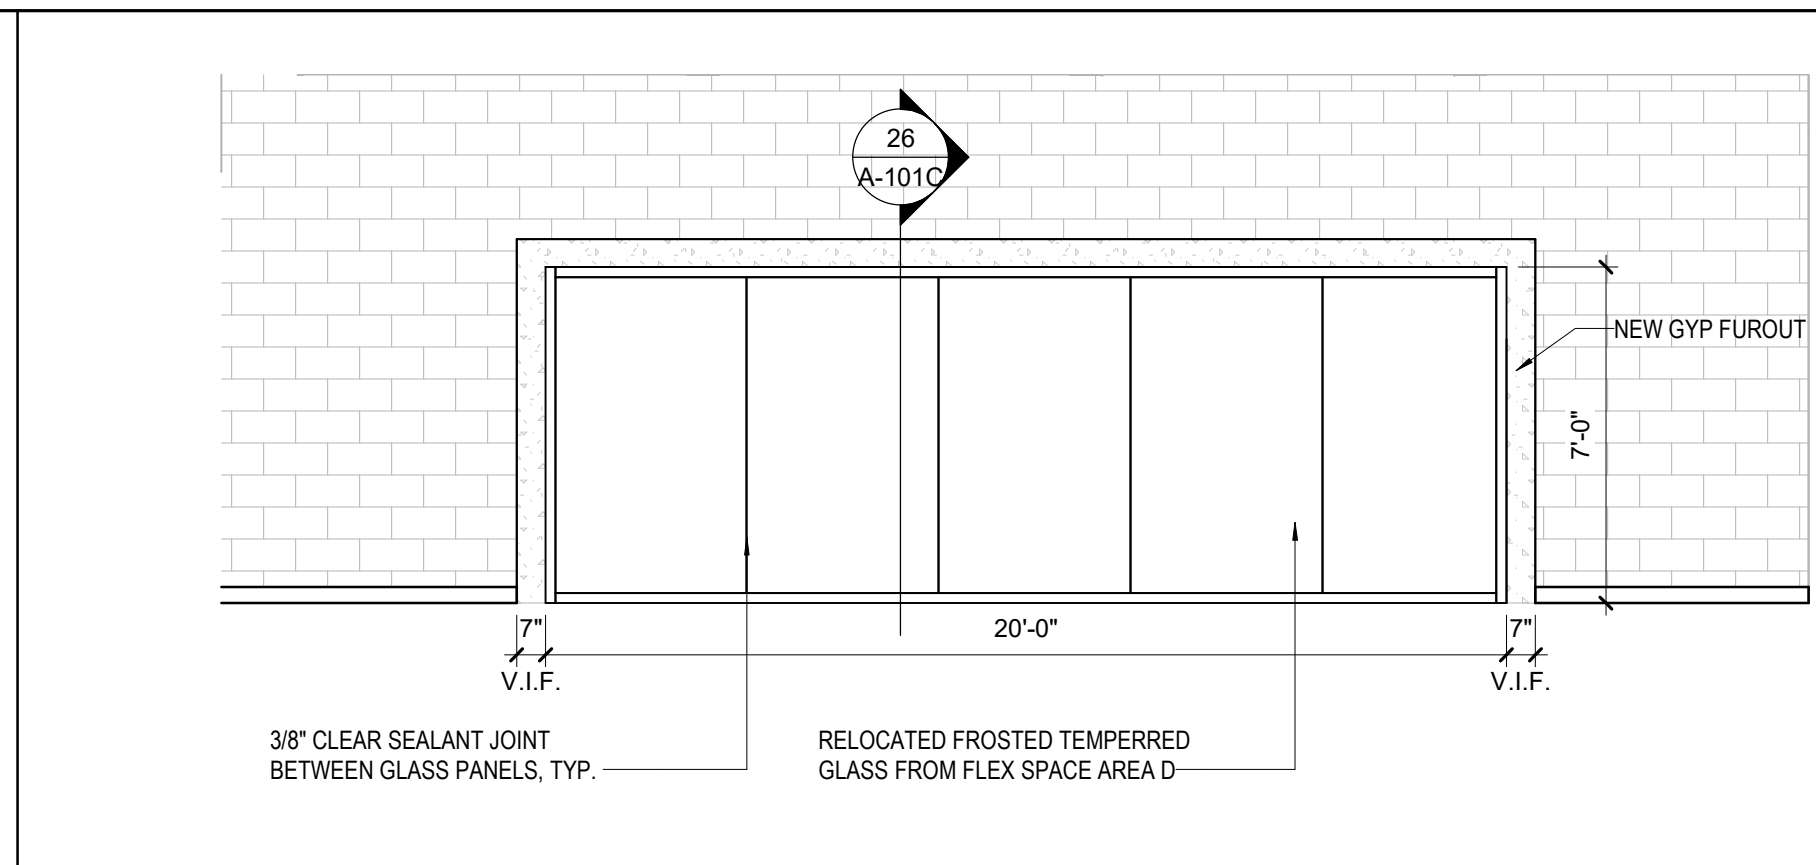 26
A-101C
NEW GYP FUROUT
7'-0"
7"
20'-0"
7"
V.I.F.
V.I.F.
3/8" CLEAR SEALANT JOINT
BETWEEN GLASS PANELS, TYP.
RELOCATED FROSTED TEMPERRED
GLASS FROM FLEX SPACE AREA D